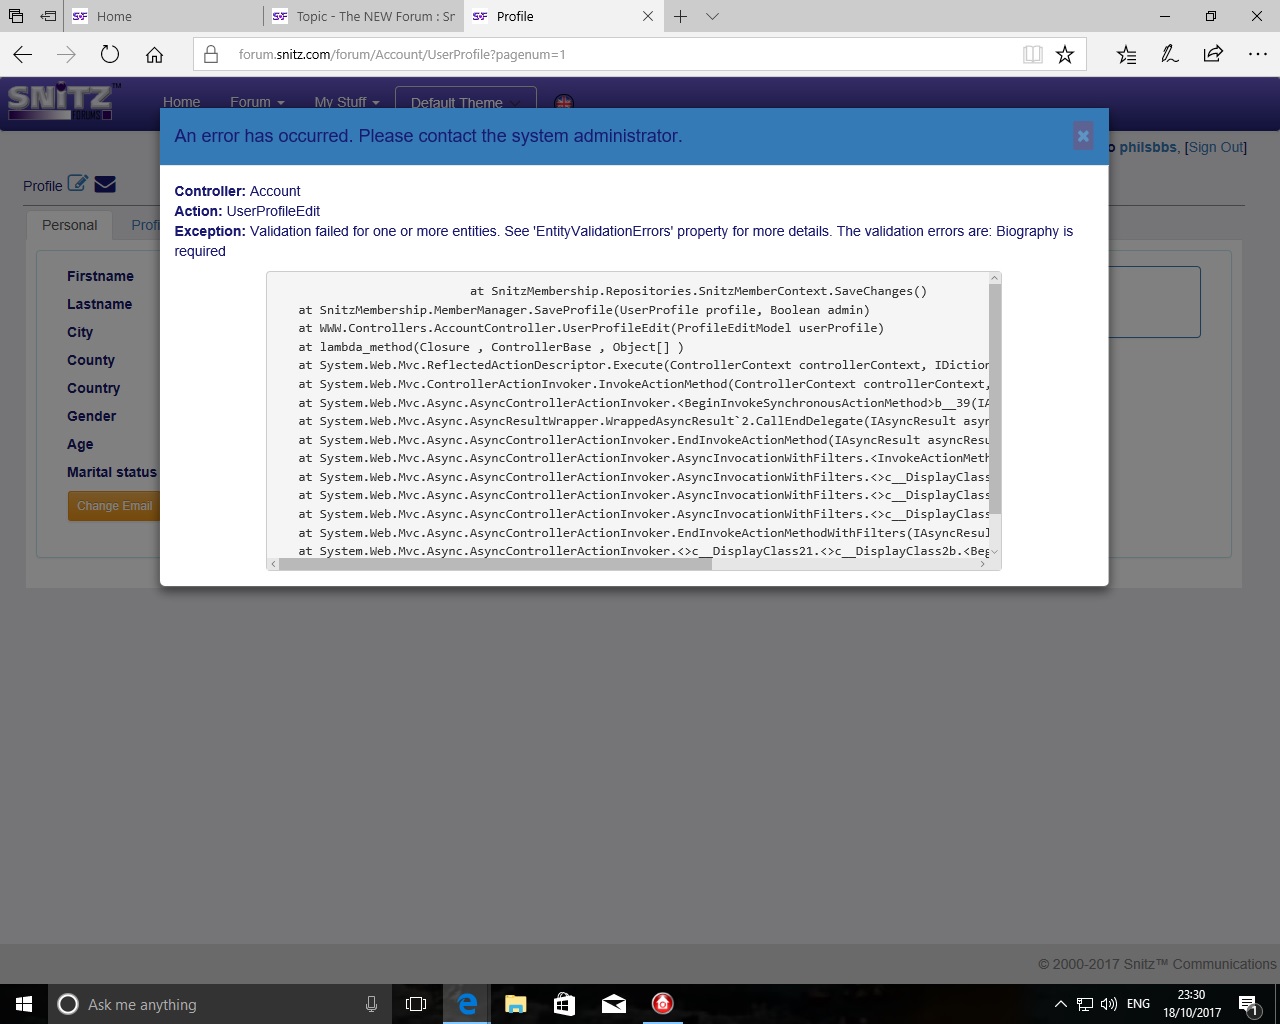 Home
Topic - The NEW Forum : Sr
Profile
forum.snitz.com/forum/Account/UserProfile?pagenum=1
SNiTZ™
FORUMS
Home
Forum
My Stuff
Default Theme
An error has occurred. Please contact the system administrator.
philsbbs, [Sign Out]
Profile
Controller: Account
Action: UserProfileEdit
Exception: Validation failed for one or more entities. See 'EntityValidationErrors' property for more details. The validation errors are: Biography is
required
Personal
Profi
Firstname
Lastname
City
County
Country
Gender
Age
Marital status
Change Email
at SnitzMembership.Repositories.SnitzMemberContext.SaveChanges()
at SnitzMembership.MemberManager.SaveProfile(UserProfile profile, Boolean admin)
at WWW.Controllers.AccountController.UserProfileEdit(ProfileEditModel userProfile)
at lambda_method(Closure , ControllerBase , Object[] )
at System.Web.Mvc.ReflectedActionDescriptor.Execute(ControllerContext controllerContext, IDiction
at System.Web.Mvc.ControllerActionInvoker.InvokeActionMethod(ControllerContext controllerContext,
at System.Web.Mvc.Async.AsyncControllerActionInvoker.<BeginInvokeSynchronousActionMethod>b__39(IA
at System.Web.Mvc.Async.AsyncResultWrapper.WrappedAsyncResult`2.CallEndDelegate(IAsyncResult asyn
at System.Web.Mvc.Async.AsyncControllerActionInvoker.EndInvokeActionMethod(IAsyncResult asyncResu
at System.Web.Mvc.Async.AsyncControllerActionInvoker.AsyncInvocationWithFilters.<InvokeActionMeth
at System.Web.Mvc.Async.AsyncControllerActionInvoker.AsyncInvocationWithFilters.<>c__DisplayClass
at System.Web.Mvc.Async.AsyncControllerActionInvoker.AsyncInvocationWithFilters.<>c__DisplayClass
at System.Web.Mvc.Async.AsyncControllerActionInvoker.AsyncInvocationWithFilters.<>c__DisplayClass
at System.Web.Mvc.Async.AsyncControllerActionInvoker.EndInvokeActionMethodWithFilters(IAsyncResul
at System.Web.Mvc.Async.AsyncControllerActionInvoker.<>c__DisplayClass21.<>c__DisplayClass2b.<Beg
© 2000-2017 Snitz™ Communications
Ask me anything
ENG
23:30
18/10/2017
1